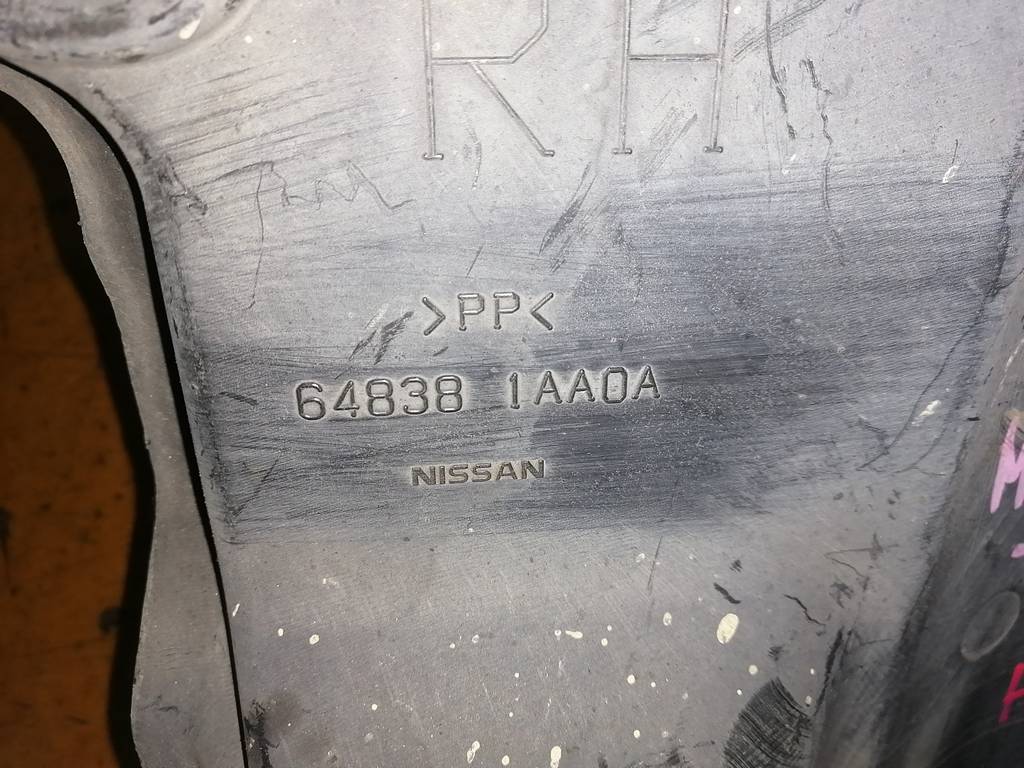 RH
>PP<
64838 1AA0A
NISSAN